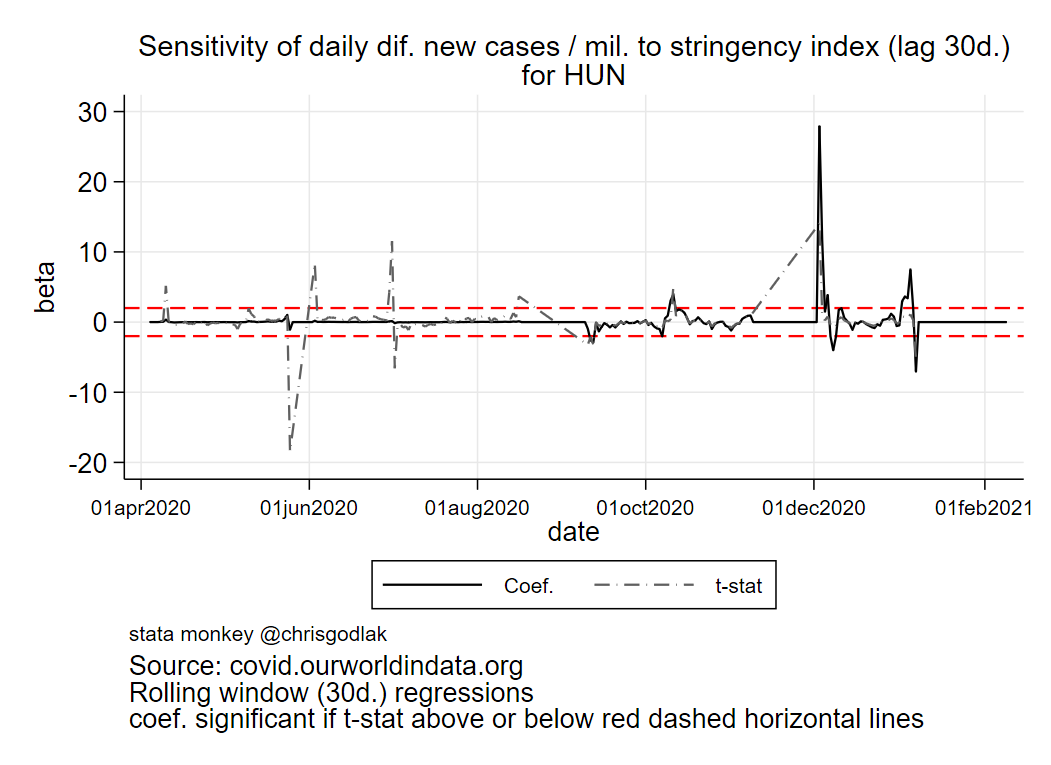 Sensitivity of daily dif. new cases / mil. to stringency index (lag 30d.)
for HUN
30
20
10
0
-10
-20
beta
01apr2020 01jun2020 01aug2020 01oct2020 01dec2020 01feb2021
date
Coef. t-stat
stata monkey @chrisgodlak
Source: covid.ourworldindata.org
Rolling window (30d.) regressions
coef. significant if t-stat above or below red dashed horizontal lines